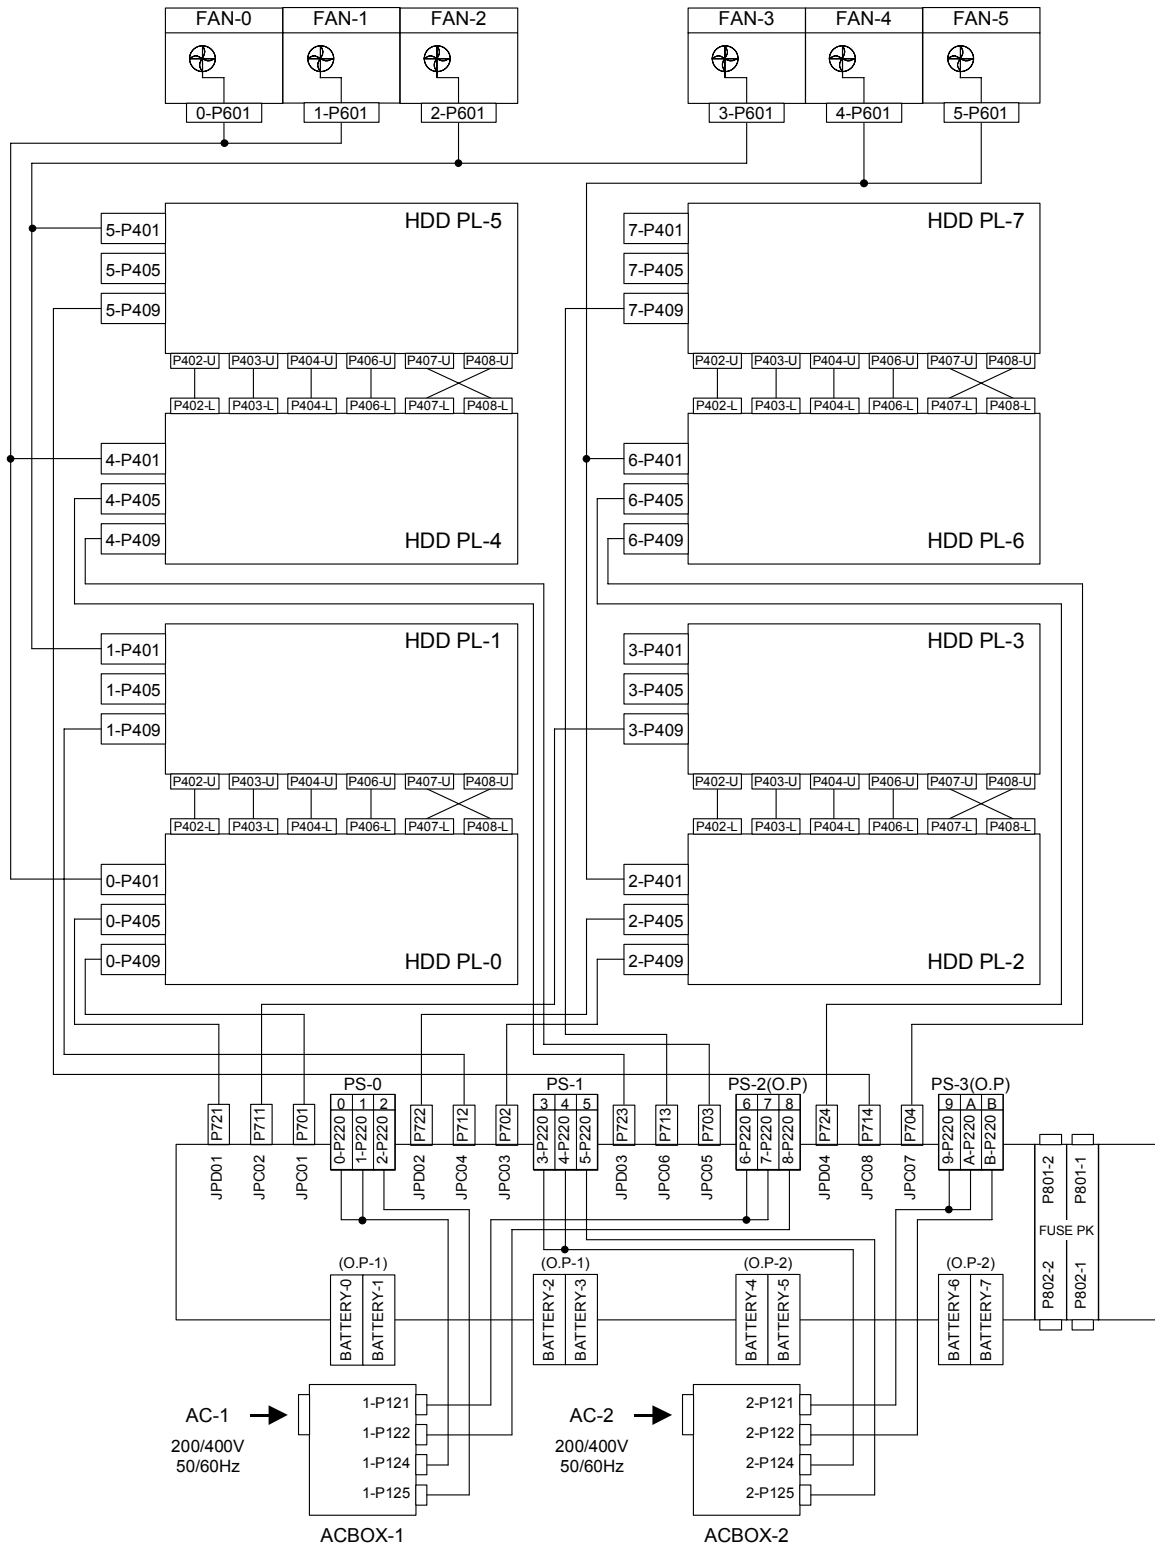 FAN-0 FAN-1 FAN-2 FAN-3 FAN-4 FAN-5
0-P601 1-P601 2-P601 3-P601 4-P601 5-P601
HDD PL-5 HDD PL-7
5-P401 7-P401
5-P405 7-P405
5-P409 7-P409
P402-U P403-U P404-U P406-U P407-U P408-U P402-U P403-U P404-U P406-U P407-U P408-U
P402-L P403-L P404-L P406-L P407-L P408-L P402-L P403-L P404-L P406-L P407-L P408-L
4-P401 6-P401
4-P405 6-P405
4-P409 HDD PL-4 6-P409 HDD PL-6
HDD PL-1 HDD PL-3
1-P401 3-P401
1-P405 3-P405
1-P409 3-P409
P402-U P403-U P404-U P406-U P407-U P408-U P402-U P403-U P404-U P406-U P407-U P408-U
P402-L P403-L P404-L P406-L P407-L P408-L P402-L P403-L P404-L P406-L P407-L P408-L
0-P401 2-P401
0-P405 2-P405
0-P409 HDD PL-0 2-P409 HDD PL-2
PS-0 PS-1 PS-2(O.P) PS-3(O.P)
0 1 2 3 4 5 6 7 8 9 A B
P721 P711 P701 0-P220 1-P220 2-P220 P722 P712 P702 3-P220 4-P220 5-P220 P723 P713 P703 6-P220 7-P220 8-P220 P724 P714 P704 9-P220 A-P220 B-P220
JPD01 JPC02 JPC01 JPD02 JPC04 JPC03 JPD03 JPC06 JPC05 JPD04 JPC08 JPC07 P801-2 P801-1
FUSE PK
(O.P-1) (O.P-1) (O.P-2) (O.P-2)
BATTERY-0 BATTERY-1 BATTERY-2 BATTERY-3 BATTERY-4 BATTERY-5 BATTERY-6 BATTERY-7 P802-2 P802-1
1-P121 2-P121
AC-1 AC-2
1-P122 2-P122
200/400V 200/400V
50/60Hz 1-P124 50/60Hz 2-P124
1-P125 2-P125
ACBOX-1 ACBOX-2